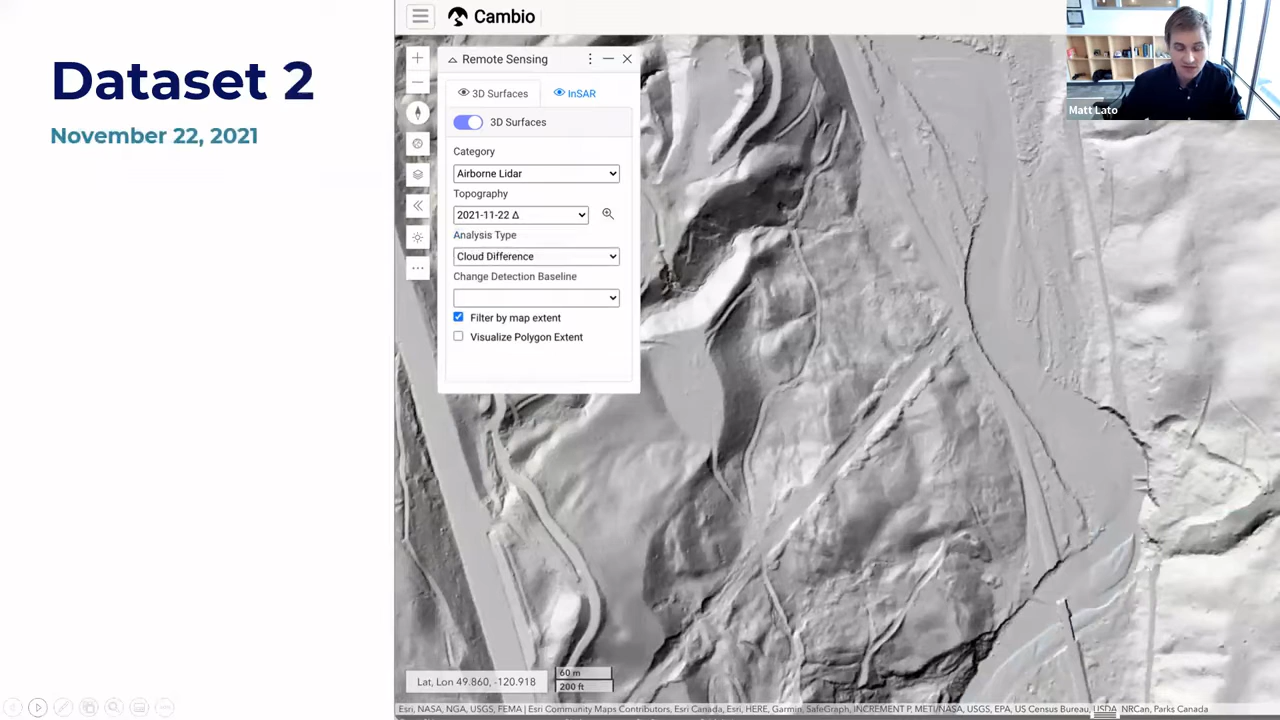 Dataset 2
November 22, 2021
Cambio
Remote Sensing
3D Surfaces
InSAR
3D Surfaces
Category
Airborne Lidar
Topography
2021-11-22 Δ
Analysis Type
Cloud Difference
Change Detection Baseline
Filter by map extent
Visualize Polygon Extent
Matt Lato
Lat, Lon 49.860, -120.918
60 m
200 ft
Esri, NASA, NGA, USGS, FEMA | Esri Community Maps Contributors, Esri, HERE, Garmin, SafeGraph, INCREMENT P, METI/NASA, USGS, EPA, US Census Bureau, USDA, NRCan, Parks Canada